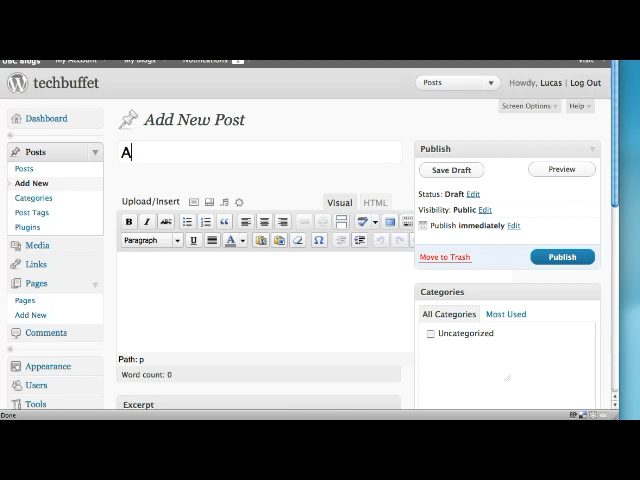 UBC Blogs My Account My Blogs Notifications Visit
techbuffet Posts Howdy, Lucas | Log Out
Screen Options Help
Dashboard
Add New Post
Posts
Posts
Add New
Categories
Post Tags
Plugins
Media
Links
Pages
Pages
Add New
Comments
Appearance
Users
Tools
A
Upload/Insert Visual HTML
B I ABC
Paragraph U A Ω
Path: p
Word count: 0
Excerpt
Publish
Save Draft Preview
Status: Draft Edit
Visibility: Public Edit
Publish immediately Edit
Move to Trash Publish
Categories
All Categories Most Used
Uncategorized
Done